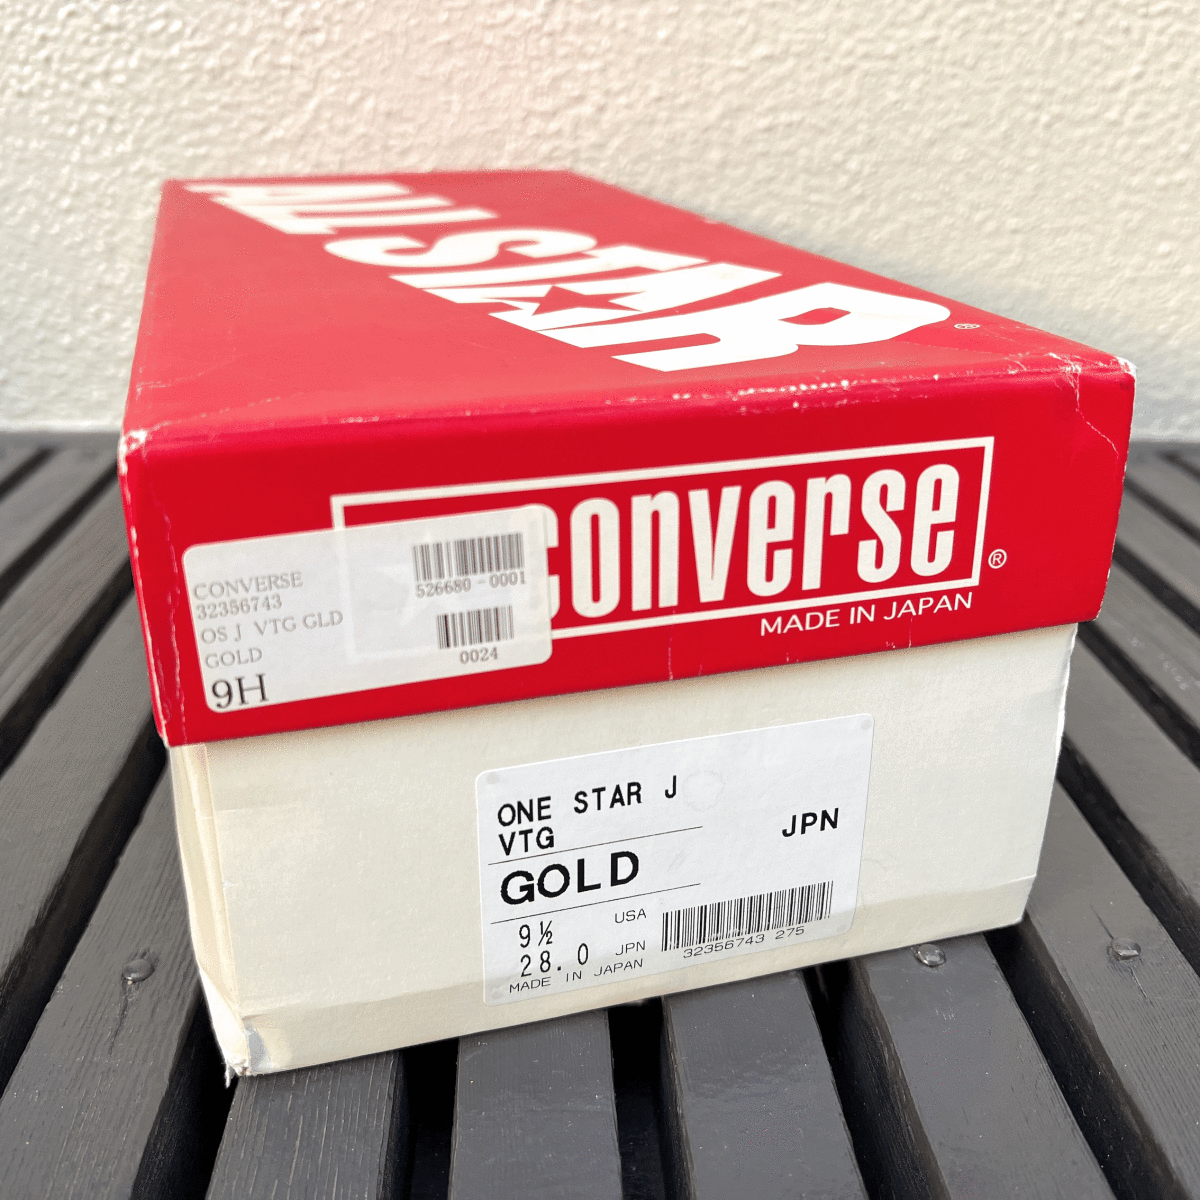 ALL STAR
®
converse
®
MADE IN JAPAN
CONVERSE
32356743
OS J VTG GLD
GOLD
9H
526680-0001
0024
ONE STAR J
VTG
JPN
GOLD
9½ USA
28.0 JPN
MADE IN JAPAN
32356743 275